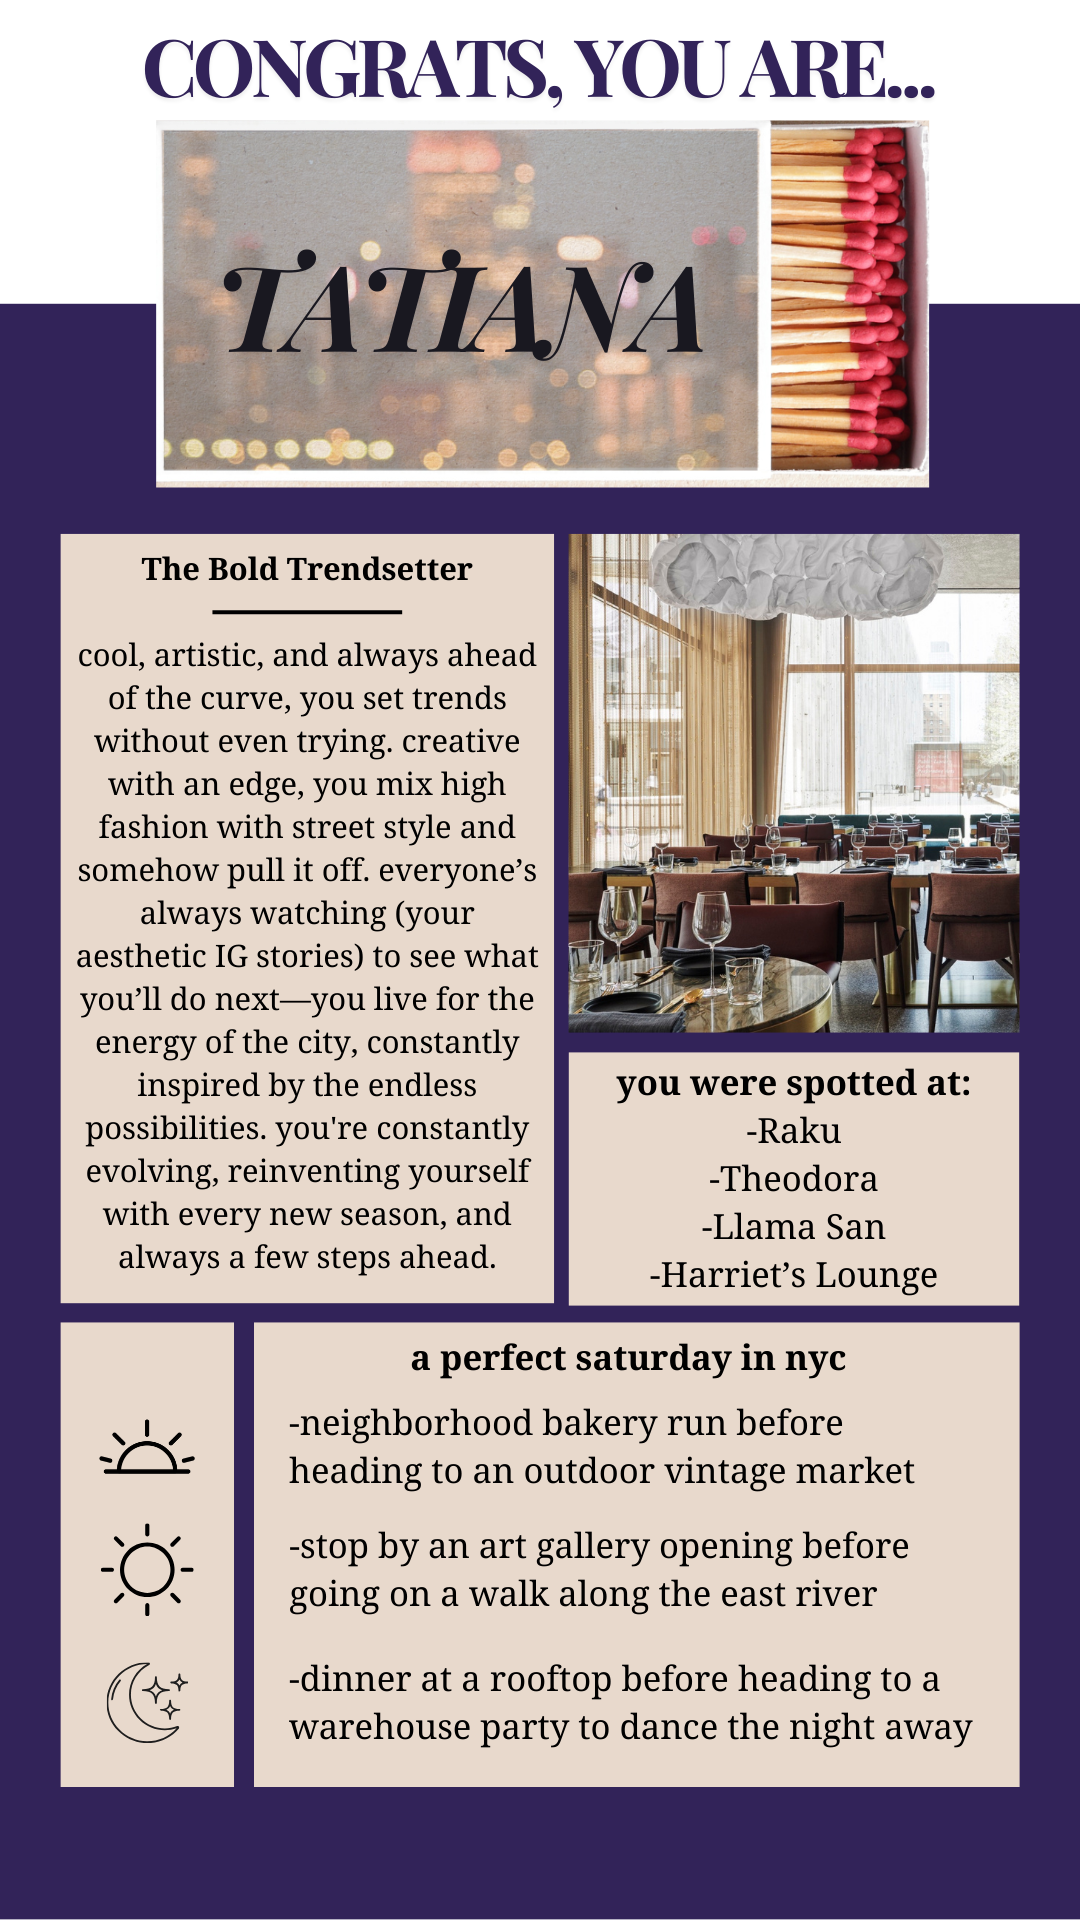 CONGRATS, YOU ARE...
TATIANA
The Bold Trendsetter
cool, artistic, and always ahead
of the curve, you set trends
without even trying. creative
with an edge, you mix high
fashion with street style and
somehow pull it off. everyone’s
always watching (your
aesthetic IG stories) to see what
you’ll do next—you live for the
energy of the city, constantly
inspired by the endless
possibilities. you're constantly
evolving, reinventing yourself
with every new season, and
always a few steps ahead.
you were spotted at:
-Raku
-Theodora
-Llama San
-Harriet’s Lounge
a perfect saturday in nyc
-neighborhood bakery run before
heading to an outdoor vintage market
-stop by an art gallery opening before
going on a walk along the east river
-dinner at a rooftop before heading to a
warehouse party to dance the night away